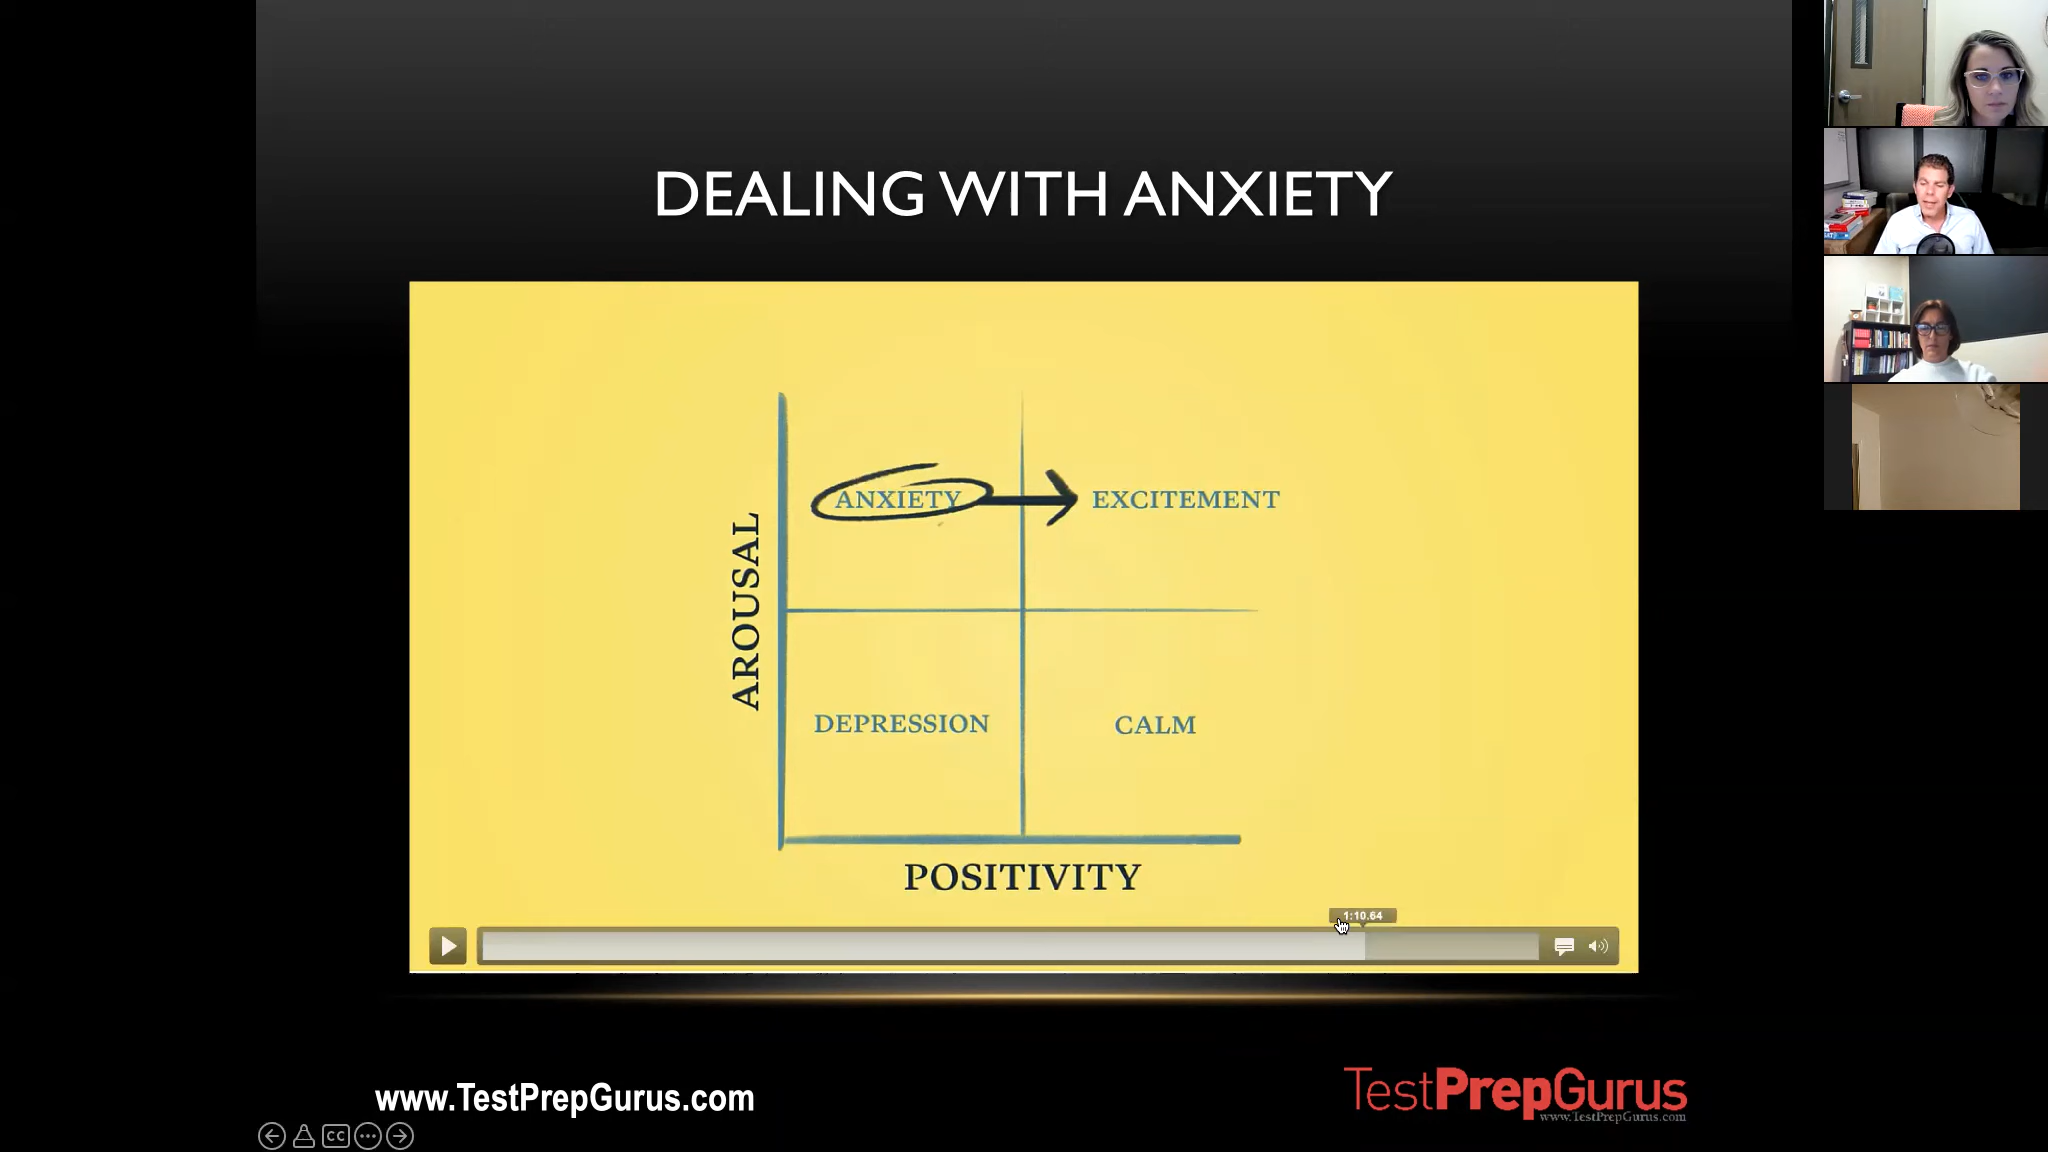 DEALING WITH ANXIETY
ANXIETY
EXCITEMENT
AROUSAL
DEPRESSION
CALM
POSITIVITY
1:10.64
www.TestPrepGurus.com
TestPrepGurus
www.TestPrepGurus.com
CC